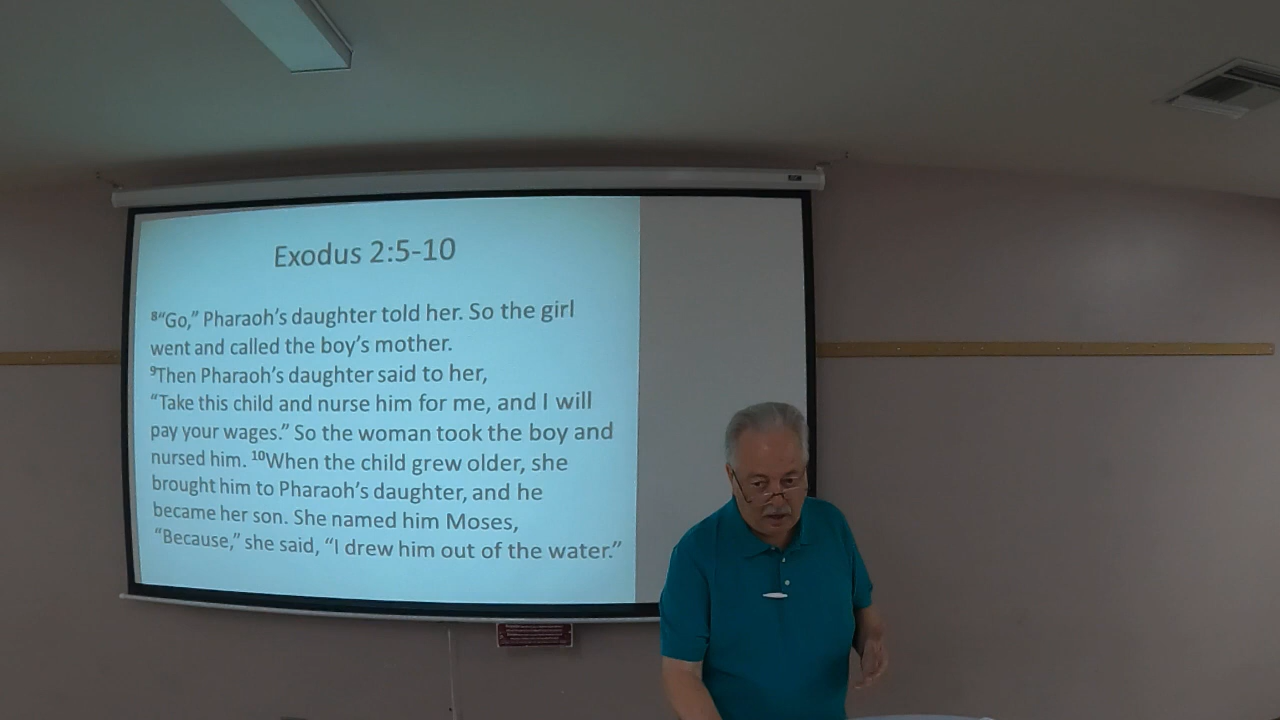 Exodus 2:5-10
⁸“Go,” Pharaoh’s daughter told her. So the girl
went and called the boy’s mother.
⁹Then Pharaoh’s daughter said to her,
“Take this child and nurse him for me, and I will
pay your wages.” So the woman took the boy and
nursed him. ¹⁰When the child grew older, she
brought him to Pharaoh’s daughter, and he
became her son. She named him Moses,
“Because,” she said, “I drew him out of the water.”